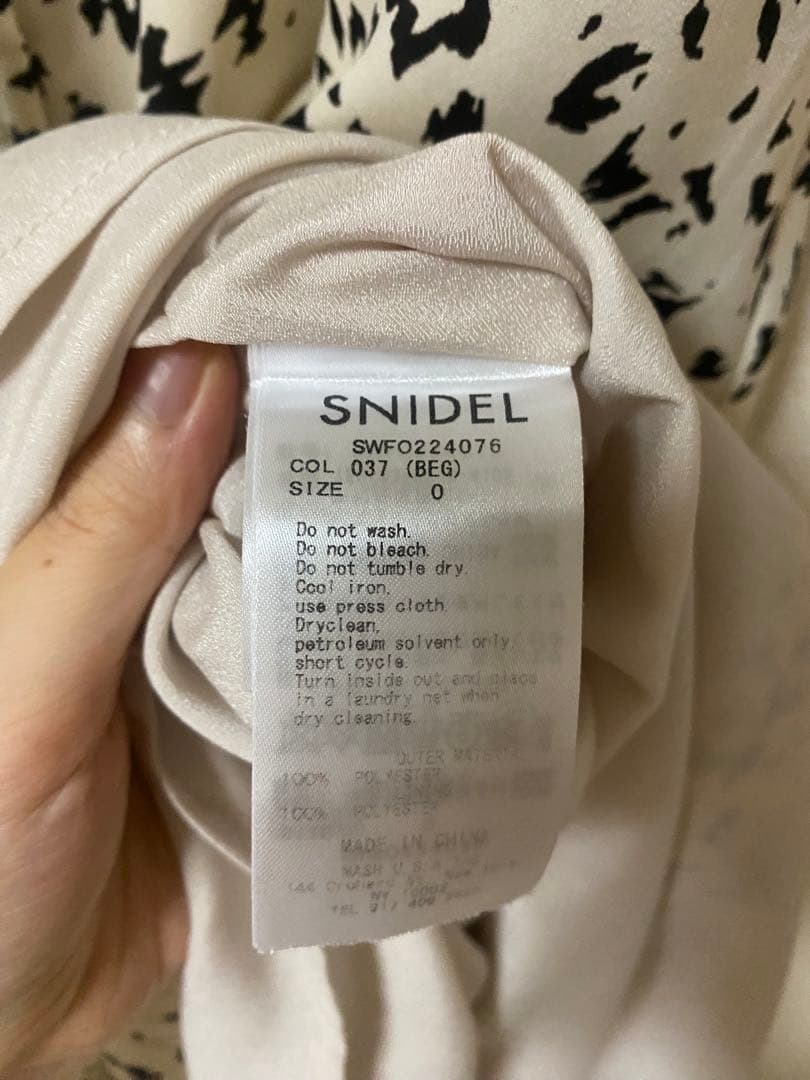 SNIDEL
SWFO224076
COL 037 (BEG)
SIZE 0
Do not wash.
Do not bleach.
Do not tumble dry.
Cool iron,
use press cloth.
Dryclean,
petroleum solvent only,
short cycle.
Turn inside out and place
in a laundry net when
dry cleaning.
OUTER MATERIAL
100% POLYESTER
LINING
100% POLYESTER
MADE IN CHINA
MASH U.S.A